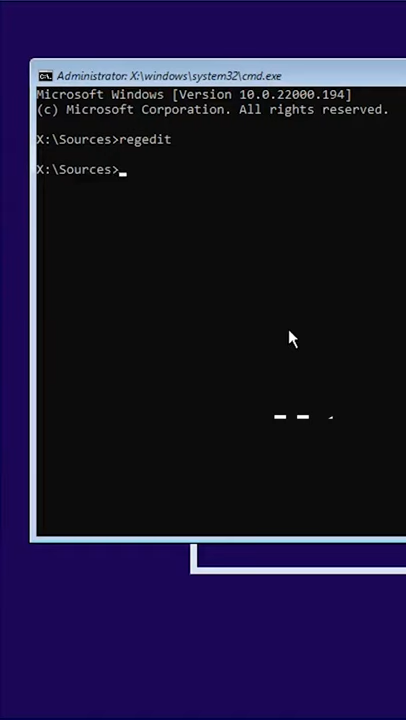 Administrator: X:\windows\system32\cmd.exe
Microsoft Windows [Version 10.0.22000.194]
(c) Microsoft Corporation. All rights reserved.
X:\Sources>regedit
X:\Sources>